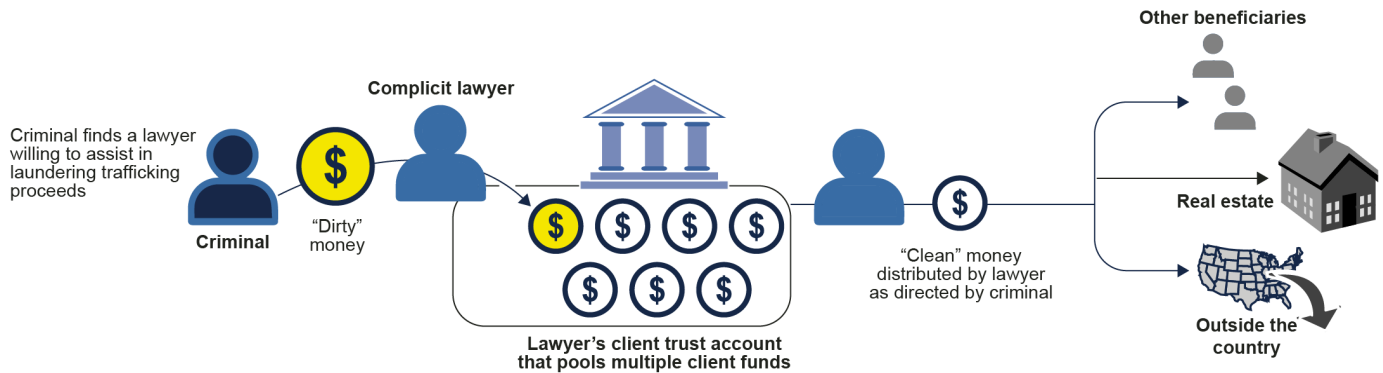 Criminal finds a lawyer
willing to assist in
laundering trafficking
proceeds
Criminal
$
“Dirty”
money
Complicit lawyer
$ $ $ $
$ $ $
Lawyer’s client trust account
that pools multiple client funds
$
“Clean” money
distributed by lawyer
as directed by criminal
Other beneficiaries
Real estate
Outside the
country